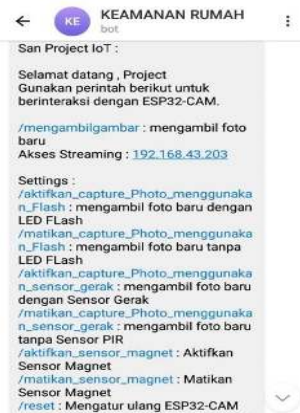 KE
KEAMANAN RUMAH
bot
San Project IoT :
Selamat datang , Project
Gunakan perintah berikut untuk
berinteraksi dengan ESP32-CAM.
/mengambilgambar : mengambil foto
baru
Akses Streaming : 192.168.43.203
Settings :
/aktifkan_capture_Photo_menggunaka
n_Flash : mengambil foto baru dengan
LED FLash
/matikan_capture_Photo_menggunaka
n_Flash : mengambil foto baru tanpa
LED FLash
/aktifkan_capture_Photo_menggunaka
n_sensor_gerak : mengambil foto baru
dengan Sensor Gerak
/matikan_capture_Photo_menggunaka
n_sensor_gerak : mengambil foto baru
tanpa Sensor PIR
/aktifkan_sensor_magnet : Aktifkan
Sensor Magnet
/matikan_sensor_magnet : Matikan
Sensor Magnet
/reset : Mengatur ulang ESP32-CAM